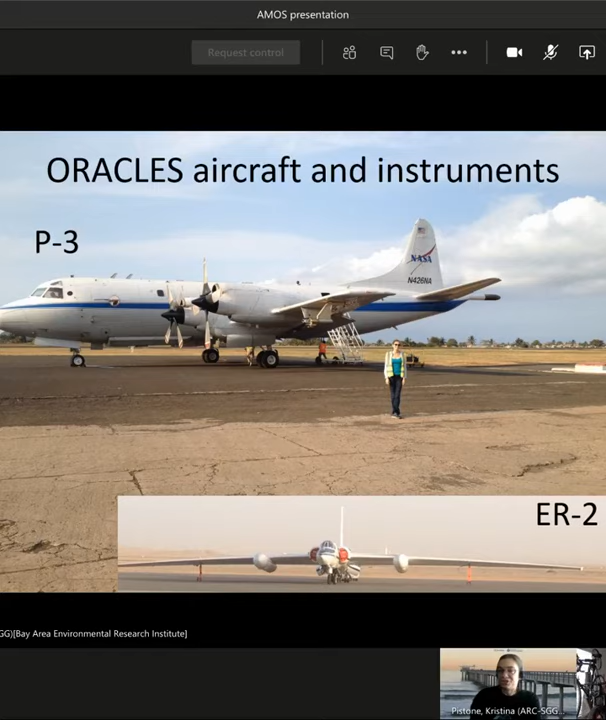 AMOS presentation
Request control
ORACLES aircraft and instruments
P-3
NASA
N426NA
ER-2
GG)[Bay Area Environmental Research Institute]
Pistone, Kristina (ARC-SGG...